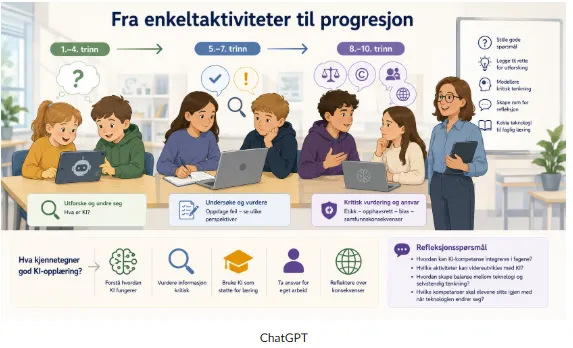 Fra enkeltaktiviteter til progresjon
1.–4. trinn
5.–7. trinn
8.–10. trinn
?
!
©
Stille gode
spørsmål
Legge til rette
for utforsking
Modellere
kritisk tenkning
Skape rom for
refleksjon
Koble teknologi
til faglig læring
Utforske og undre seg
Hva er KI?
Undersøke og vurdere
Oppdage feil – se ulike
perspektiver
Kritisk vurdering og ansvar
Etikk – opphavsrett – bias –
samfunnskonsekvenser
Hva kjennetegner
god KI-opplæring?
Forstå hvordan
KI fungerer
Vurdere informasjon
kritisk
Bruke KI som
støtte for læring
Ta ansvar for
eget arbeid
Reflektere over
konsekvenser
Refleksjonsspørsmål
• Hvordan kan KI-kompetanse integreres i fagene?
• Hvilke aktiviteter kan videreutvikles med KI?
• Hvordan skape balanse mellom teknologi og
selvstendig tenkning?
• Hvilke kompetanser skal elevene sitte igjen med
når teknologien endrer seg?
ChatGPT